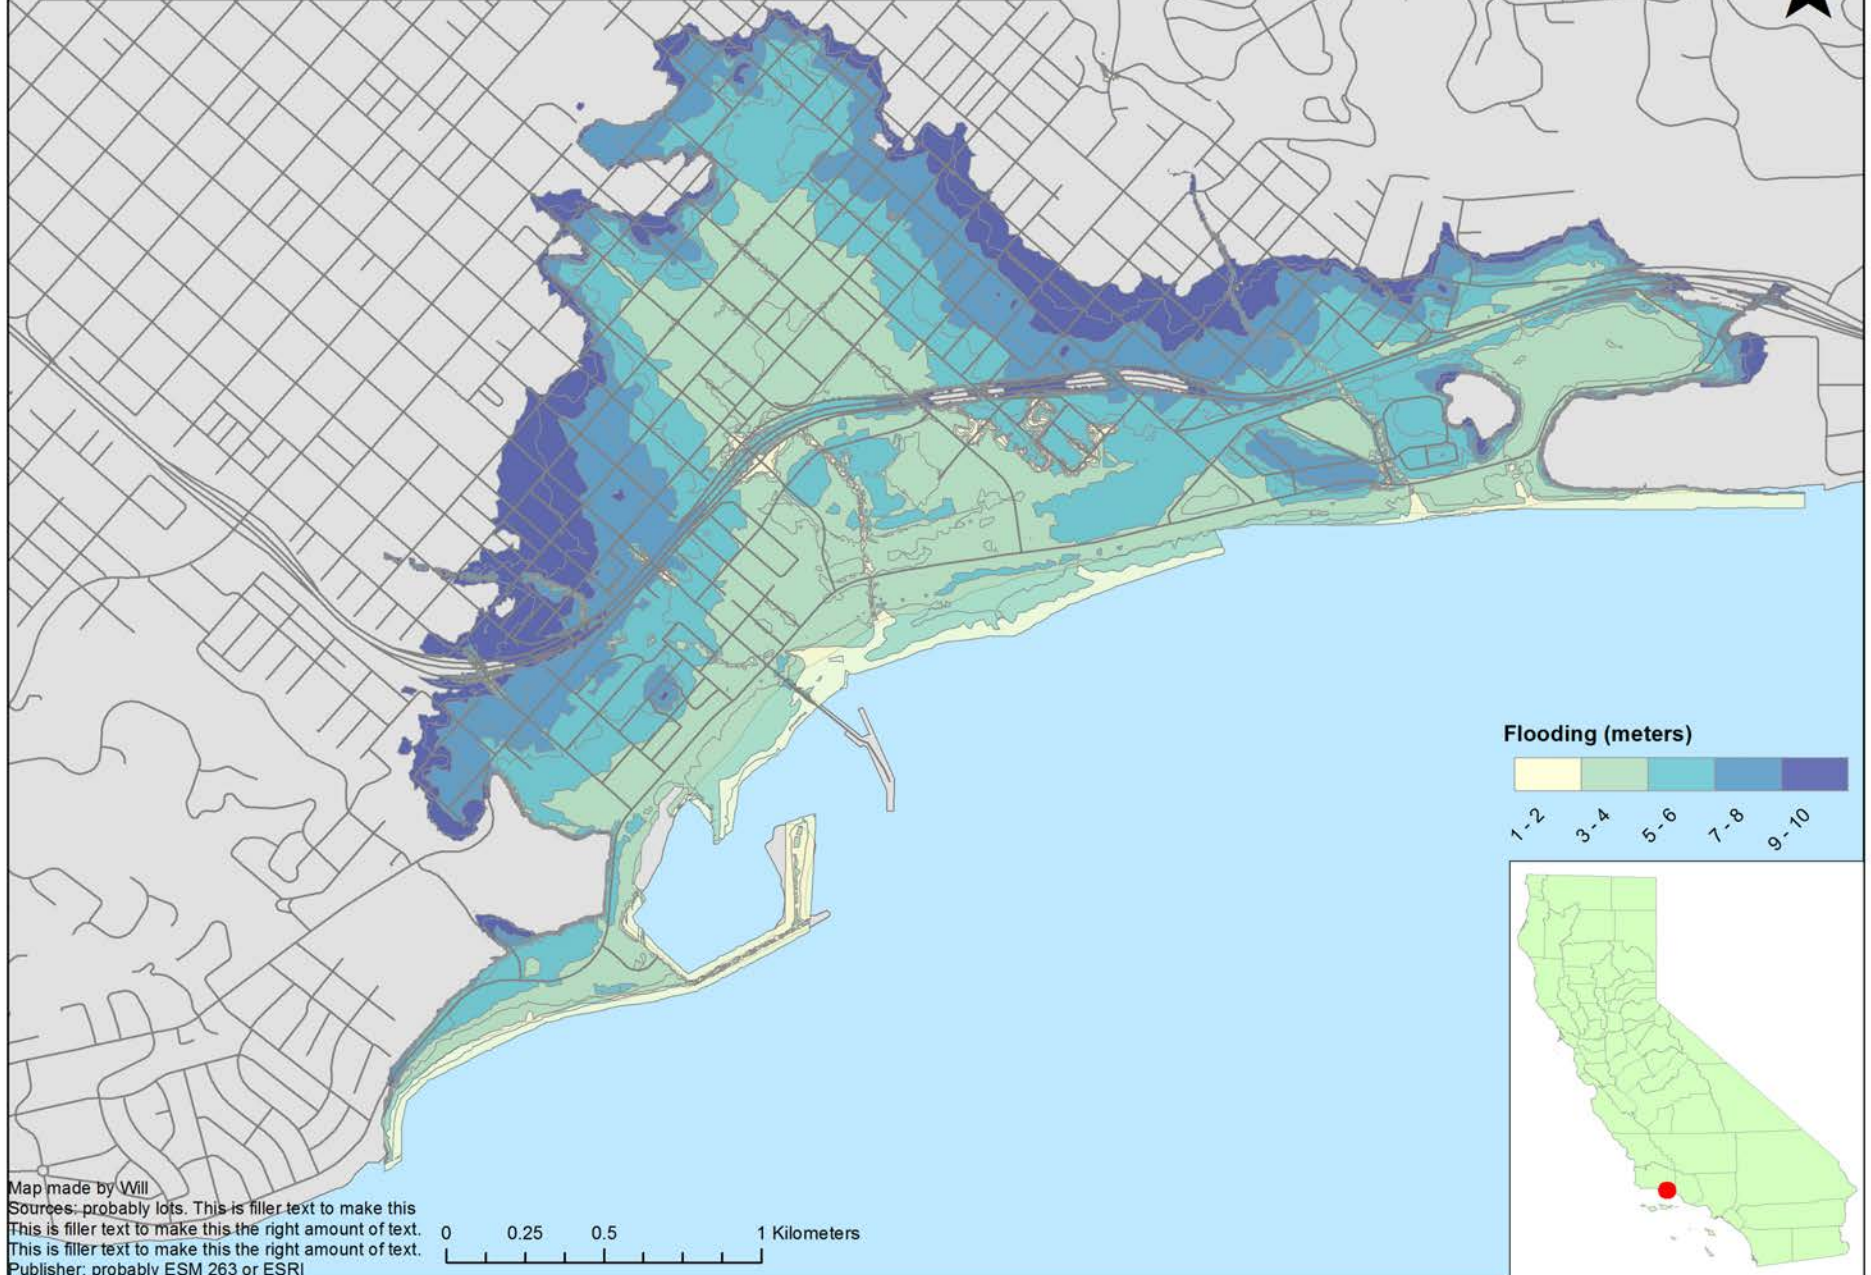 Flooding (meters)
1 - 2
3 - 4
5 - 6
7 - 8
9 - 10
Map made by Will
Sources: probably lots. This is filler text to make this
This is filler text to make this the right amount of text.
This is filler text to make this the right amount of text.
Publisher: probably ESM 263 or ESRI
0 0.25 0.5 1 Kilometers